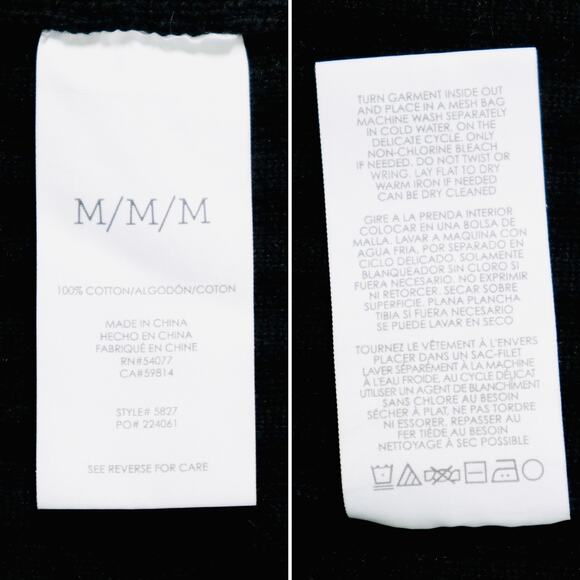 M/M/M
100% COTTON/ALGODÓN/COTON
MADE IN CHINA
HECHO EN CHINA
FABRIQUÉ EN CHINE
RN#54077
CA#59814
STYLE# 5827
PO# 224061
SEE REVERSE FOR CARE
TURN GARMENT INSIDE OUT
AND PLACE IN A MESH BAG
MACHINE WASH SEPARATELY
IN COLD WATER, ON THE
DELICATE CYCLE. ONLY
NON-CHLORINE BLEACH
IF NEEDED. DO NOT TWIST OR
WRING. LAY FLAT TO DRY
WARM IRON IF NEEDED
CAN BE DRY CLEANED
GIRE A LA PRENDA INTERIOR
COLOCAR EN UNA BOLSA DE
MALLA. LAVAR A MAQUINA CON
AGUA FRIA, POR SEPARADO EN
CICLO DELICADO. SOLAMENTE
BLANQUEADOR SIN CLORO SI
FUERA NECESARIO. NO EXPRIMIR
NI RETORCER. SECAR SOBRE
SUPERFICIE. PLANA PLANCHA
TIBIA SI FUERA NECESARIO
SE PUEDE LAVAR EN SECO
TOURNEZ LE VÊTEMENT À L'ENVERS
PLACER DANS UN SAC-FILET
LAVER SÉPARÉMENT À LA MACHINE
À L'EAU FROIDE, AU CYCLE DÉLICAT
UTILISER UN AGENT DE BLANCHIMENT
SANS CHLORE AU BESOIN
SÉCHER À PLAT, NE PAS TORDRE
NI ESSORER. REPASSER AU
FER TIÈDE AU BESOIN
NETTOYAGE À SEC POSSIBLE